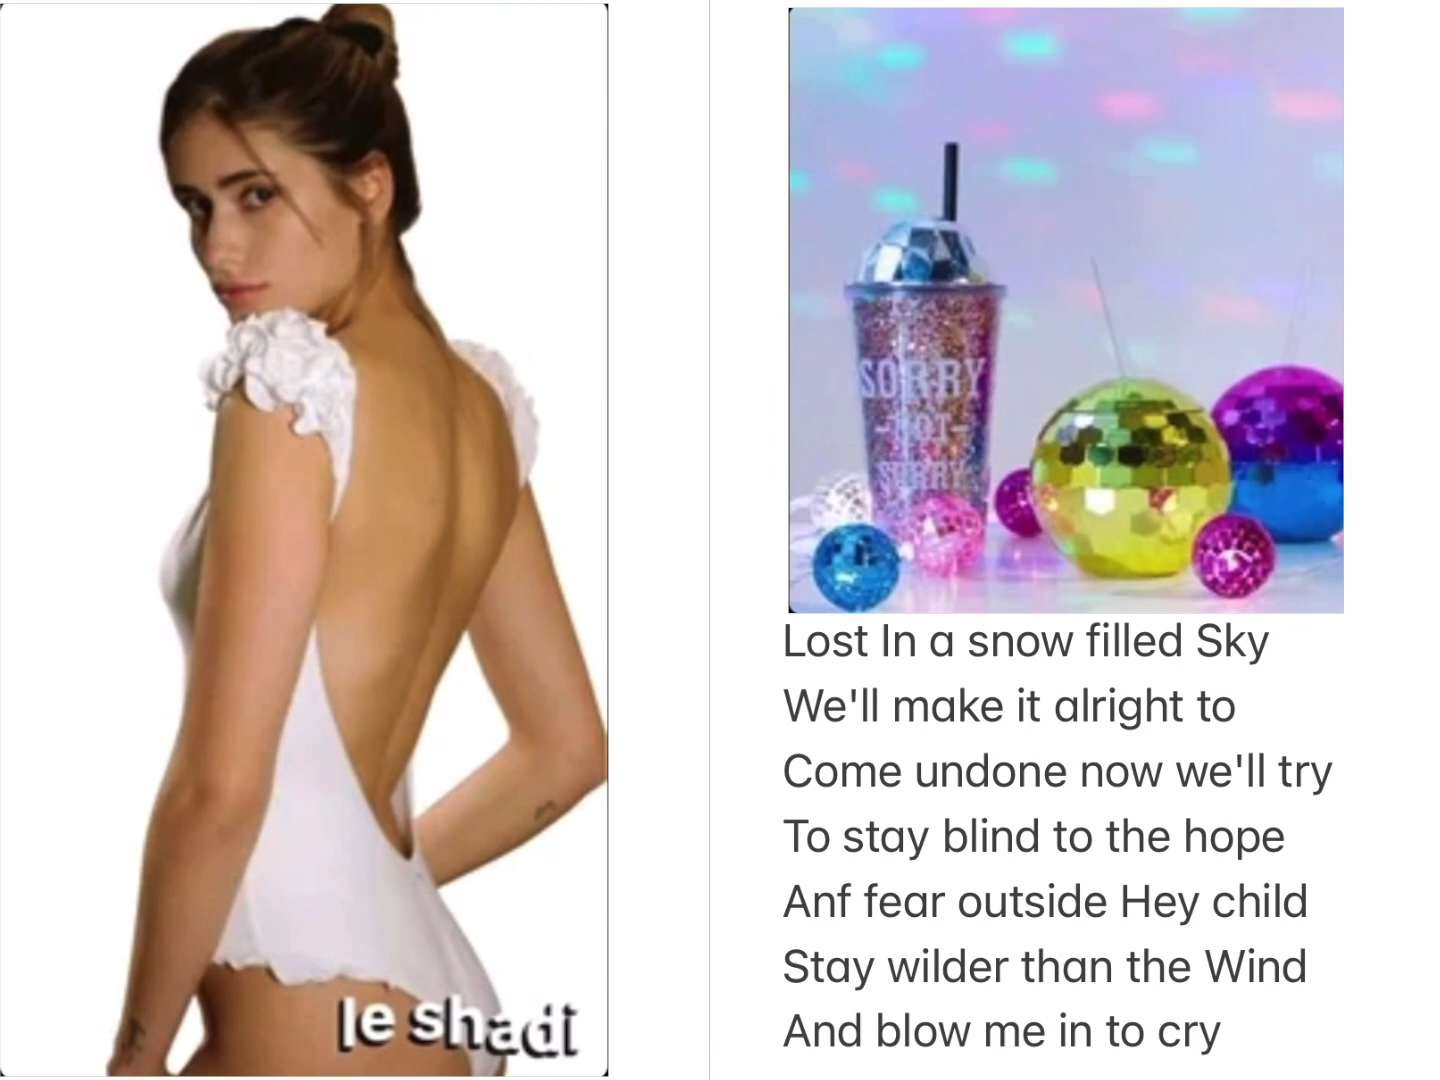 le shadi
SORRY
-NOT-
SORRY
Lost In a snow filled Sky
We'll make it alright to
Come undone now we'll try
To stay blind to the hope
Anf fear outside Hey child
Stay wilder than the Wind
And blow me in to cry